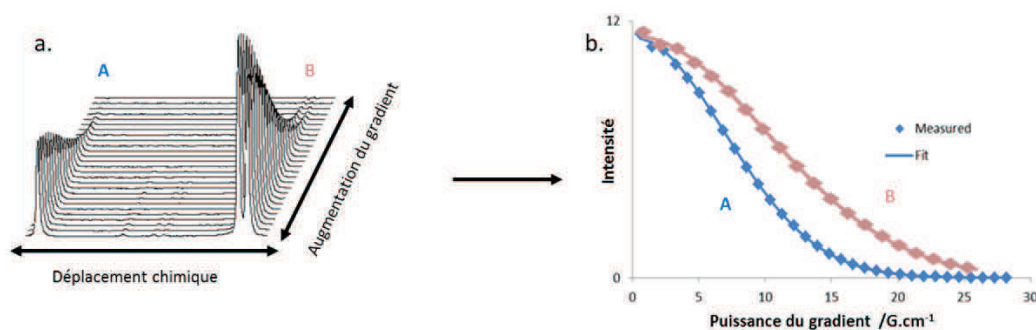 a.
A
B
Augmentation du gradient
Déplacement chimique
b.
12
Intensité
0
A
B
Measured
Fit
0 5 10 15 20 25 30
Puissance du gradient /G.cm⁻¹